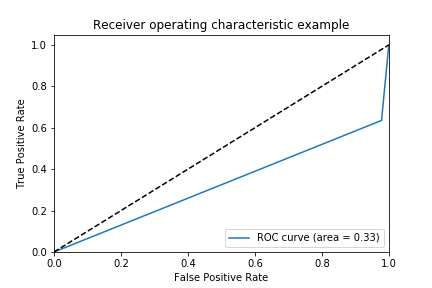 Receiver operating characteristic example
True Positive Rate
1.0
0.8
0.6
0.4
0.2
0.0
ROC curve (area = 0.33)
0.0 0.2 0.4 0.6 0.8 1.0
False Positive Rate